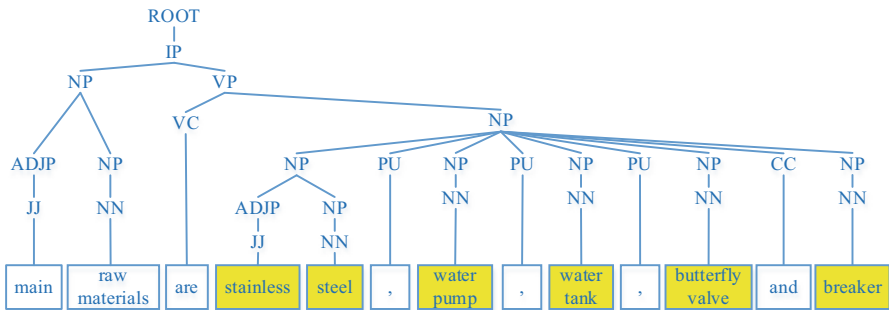 ROOT
IP
NP VP
VC NP
ADJP NP NP PU NP PU NP PU NP CC NP
JJ NN ADJP NP NN NN NN NN
JJ NN
main raw materials are stainless steel , water pump , water tank , butterfly valve and breaker